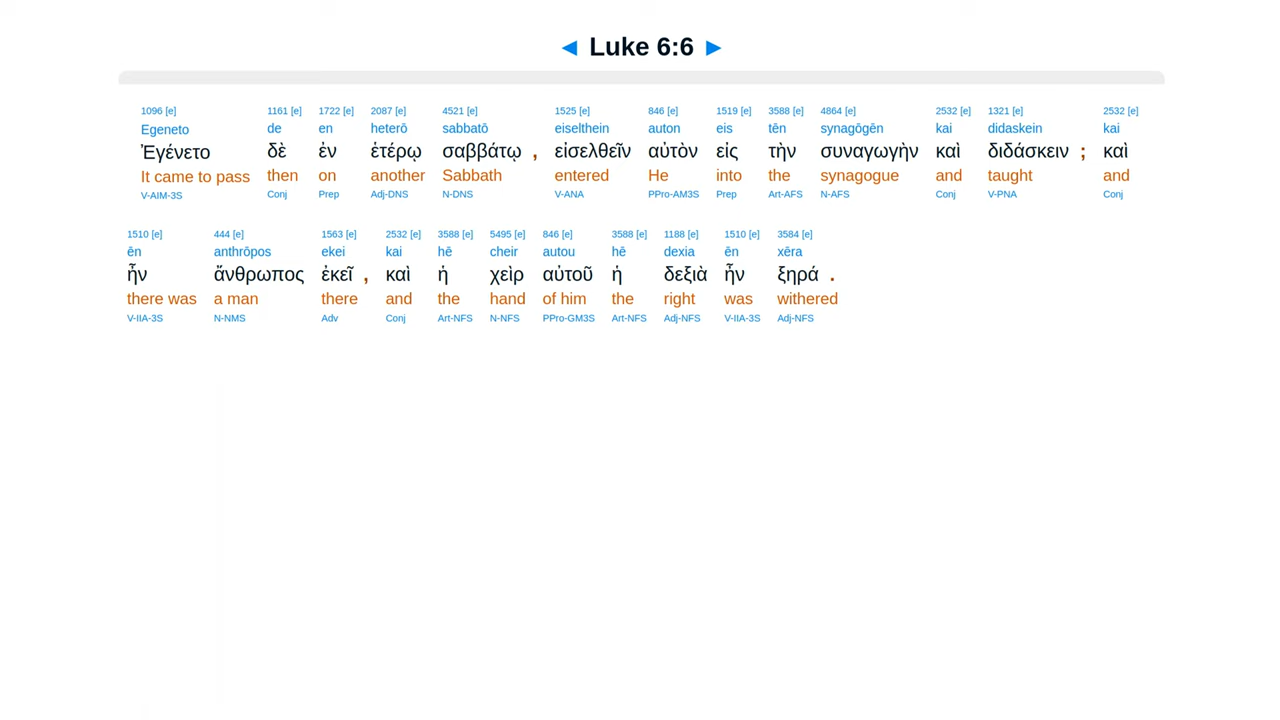 ◄ Luke 6:6 ►
1096 [e] 1161 [e] 1722 [e] 2087 [e] 4521 [e] 1525 [e] 846 [e] 1519 [e] 3588 [e] 4864 [e] 2532 [e] 1321 [e] 2532 [e]
Egeneto de en heterō sabbatō eiselthein auton eis tēn synagōgēn kai didaskein kai
Ἐγένετο δὲ ἐν ἑτέρῳ σαββάτῳ , εἰσελθεῖν αὐτὸν εἰς τὴν συναγωγὴν καὶ διδάσκειν ; καὶ
It came to pass then on another Sabbath entered He into the synagogue and taught and
V-AIM-3S Conj Prep Adj-DNS N-DNS V-ANA PPro-AM3S Prep Art-AFS N-AFS Conj V-PNA Conj
1510 [e] 444 [e] 1563 [e] 2532 [e] 3588 [e] 5495 [e] 846 [e] 3588 [e] 1188 [e] 1510 [e] 3584 [e]
ēn anthrōpos ekei kai hē cheir autou hē dexia ēn xēra
ἦν ἄνθρωπος ἐκεῖ , καὶ ἡ χεὶρ αὐτοῦ ἡ δεξιὰ ἦν ξηρά .
there was a man there and the hand of him the right was withered
V-IIA-3S N-NMS Adv Conj Art-NFS N-NFS PPro-GM3S Art-NFS Adj-NFS V-IIA-3S Adj-NFS